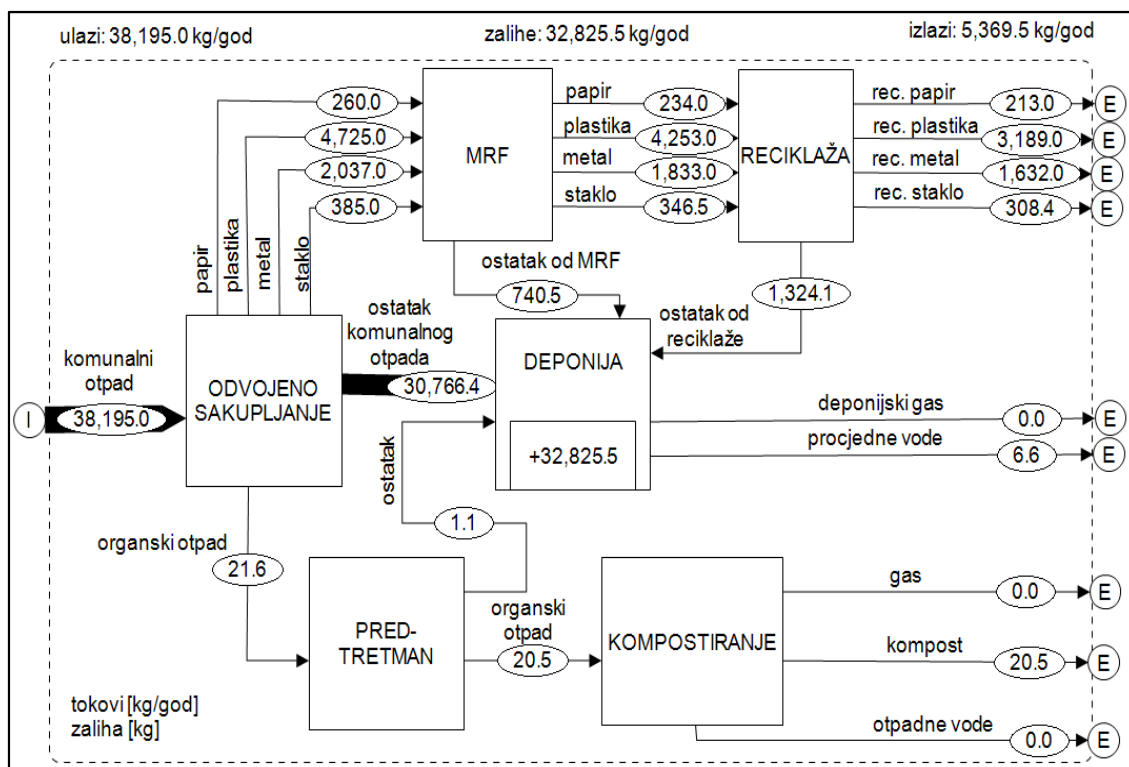 ulazi: 38,195.0 kg/god
zalihe: 32,825.5 kg/god
izlazi: 5,369.5 kg/god
260.0
4,725.0
2,037.0
385.0
papir
plastika
metal
staklo
MRF
papir
234.0
plastika
4,253.0
metal
1,833.0
staklo
346.5
RECIKLAŽA
rec. papir
213.0
E
rec. plastika
3,189.0
E
rec. metal
1,632.0
E
rec. staklo
308.4
E
ostatak od MRF
740.5
1,324.1
ostatak od
reciklaže
komunalni
otpad
I
38,195.0
ODVOJENO
SAKUPLJANJE
ostatak
komunalnog
otpada
30,766.4
DEPONIJA
+32,825.5
deponijski gas
0.0
E
procjedne vode
6.6
E
ostatak
1.1
organski otpad
21.6
PRED-
TRETMAN
organski
otpad
20.5
KOMPOSTIRANJE
gas
0.0
E
kompost
20.5
E
otpadne vode
0.0
E
tokovi [kg/god]
zaliha [kg]